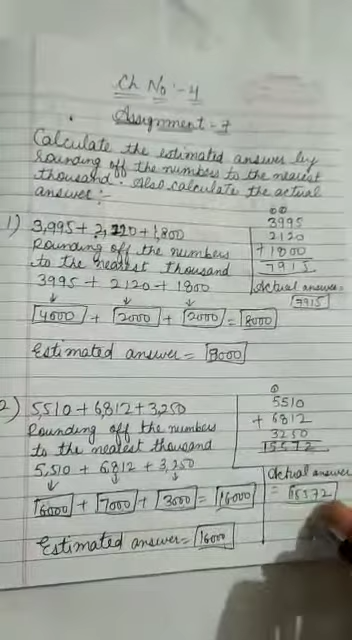 Ch No :- 4
Assignment - 7
Calculate the estimated answer by
rounding off the numbers to the nearest
thousand. Also calculate the actual
answer :-
1) 3,995 + 2,120 + 1,800
Rounding off the numbers
to the nearest thousand
3995 + 2120 + 1800
4000 + 2000 + 2000 = 8000
Estimated answer = 8000
00
3995
2120
+ 1800
7915
Actual answer =
7915
2) 5,510 + 6,812 + 3,250
Rounding off the numbers
to the nearest thousand
5,510 + 6,812 + 3,250
6000 + 7000 + 3000 = 16000
Estimated answer = 16000
0
5510
+ 6812
3250
15572
Actual answer
=